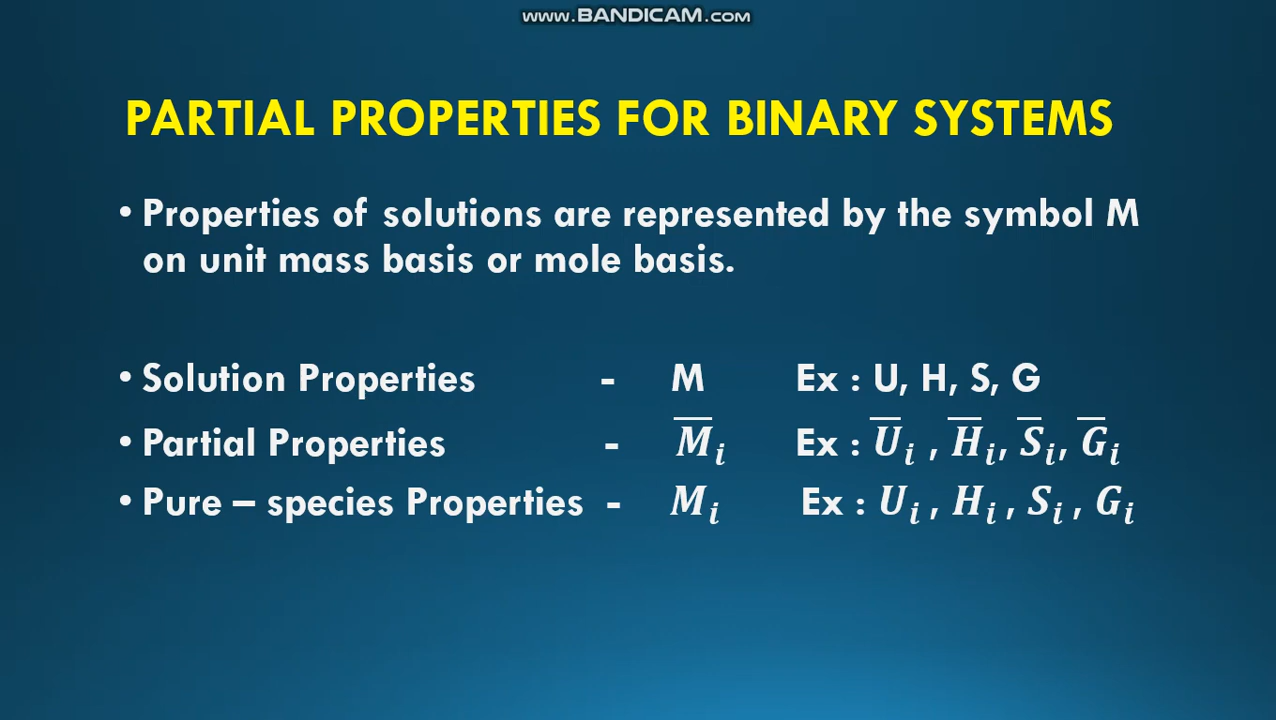 www.BANDICAM.com
PARTIAL PROPERTIES FOR BINARY SYSTEMS
• Properties of solutions are represented by the symbol M
on unit mass basis or mole basis.
• Solution Properties - M Ex : U, H, S, G
• Partial Properties - M̅ᵢ Ex : U̅ᵢ , H̅ᵢ, S̅ᵢ, G̅ᵢ
• Pure – species Properties - Mᵢ Ex : Uᵢ , Hᵢ , Sᵢ , Gᵢ